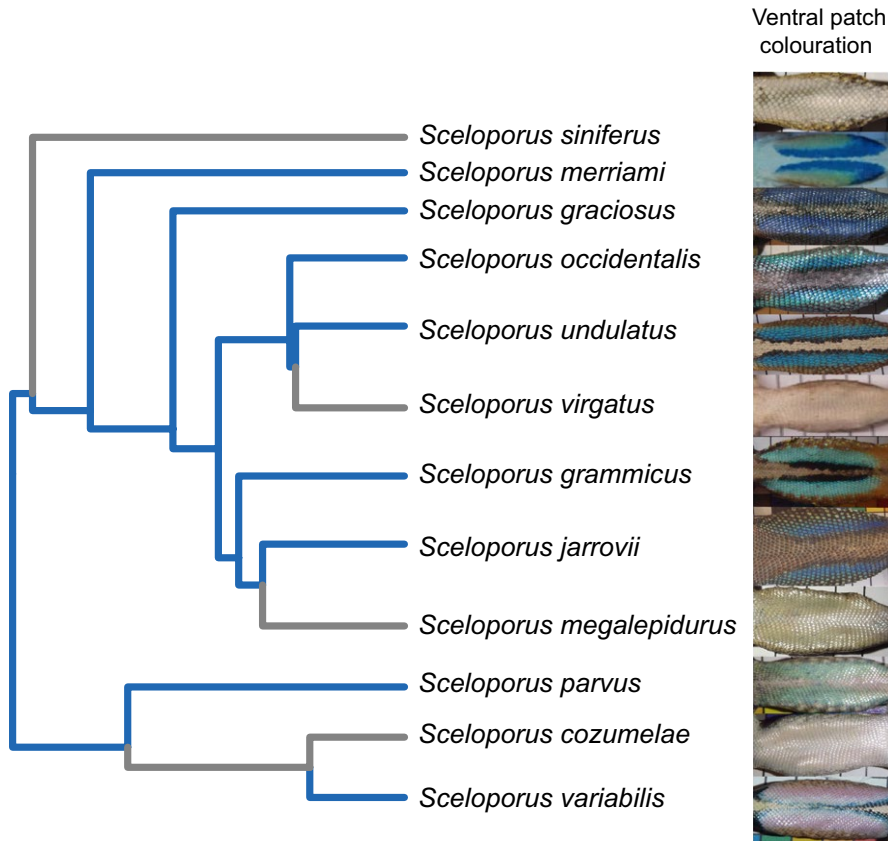 Ventral patch
colouration
Sceloporus siniferus
Sceloporus merriami
Sceloporus graciosus
Sceloporus occidentalis
Sceloporus undulatus
Sceloporus virgatus
Sceloporus grammicus
Sceloporus jarrovii
Sceloporus megalepidurus
Sceloporus parvus
Sceloporus cozumelae
Sceloporus variabilis